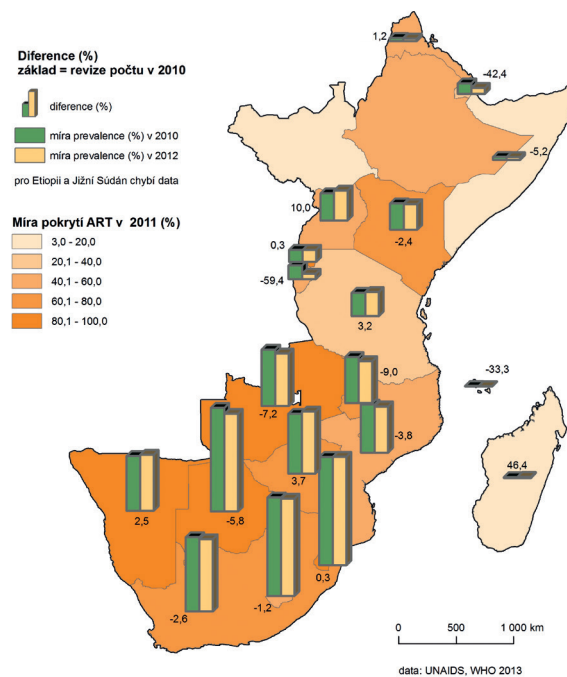 Diference (%)
základ = revize počtu v 2010
diference (%)
míra prevalence (%) v 2010
míra prevalence (%) v 2012
pro Etiopii a Jižní Súdán chybí data
Míra pokrytí ART v 2011 (%)
3,0 - 20,0
20,1 - 40,0
40,1 - 60,0
60,1 - 80,0
80,1 - 100,0
1,2
-42,4
-5,2
10,0
-2,4
0,3
-59,4
3,2
-9,0
-33,3
-7,2
-3,8
46,4
3,7
2,5
-5,8
0,3
-2,6
-1,2
0 500 1 000 km
data: UNAIDS, WHO 2013